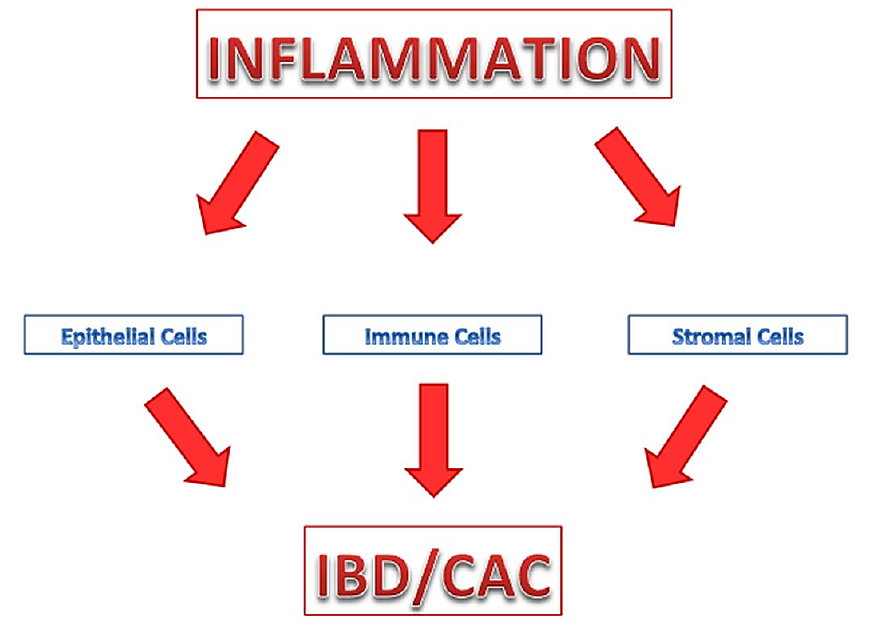 INFLAMMATION
Epithelial Cells
Immune Cells
Stromal Cells
IBD/CAC